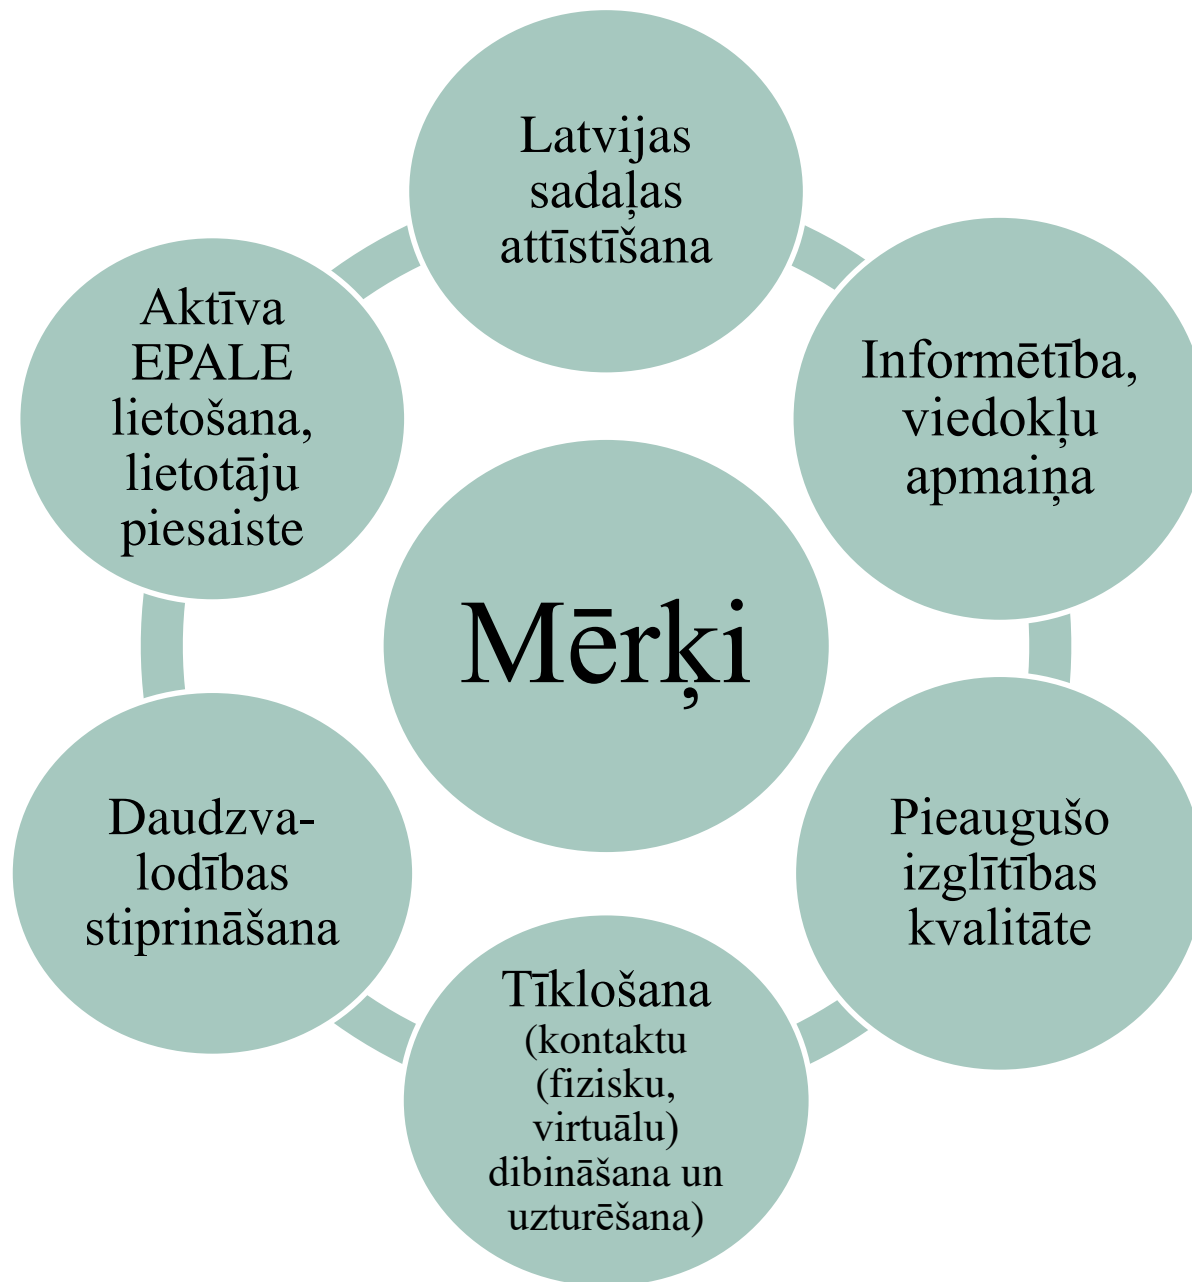 Latvijas
sadaļas
attīstīšana
Informētība,
viedokļu
apmaiņa
Pieaugušo
izglītības
kvalitāte
Tīklošana
(kontaktu
(fizisku,
virtuālu)
dibināšana un
uzturēšana)
Daudzva-
lodības
stiprināšana
Aktīva
EPALE
lietošana,
lietotāju
piesaiste
Mērķi